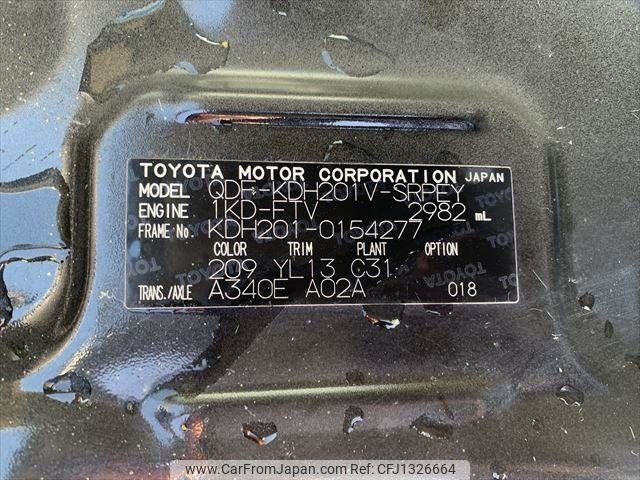 TOYOTA MOTOR CORPORATION JAPAN
MODEL QDF-KDH201V-SRPEY
ENGINE 1KD-FTV 2982 mL
FRAME No. KDH201-0154277
COLOR TRIM PLANT OPTION
209 YL13 C31
TRANS./AXLE A340E A02A 018
www.CarFromJapan.com - CFJ1326664